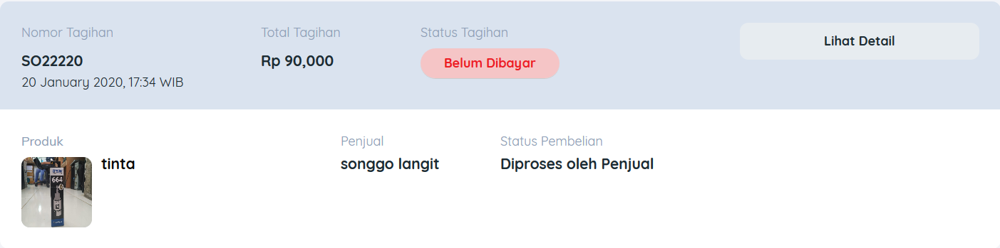 Nomor Tagihan
SO22220
20 January 2020, 17:34 WIB
Total Tagihan
Rp 90,000
Status Tagihan
Belum Dibayar
Lihat Detail
Produk
664
tinta
Penjual
songgo langit
Status Pembelian
Diproses oleh Penjual